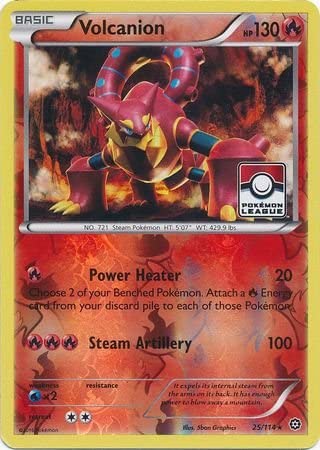 BASIC
Volcanion HP130
POKÉMON
LEAGUE
NO. 721 Steam Pokémon HT: 5'07" WT: 429.9 lbs
Power Heater 20
Choose 2 of your Benched Pokémon. Attach a Energy
card from your discard pile to each of those Pokémon.
Steam Artillery 100
weakness resistance
×2
retreat
It expels its internal steam from
the arms on its back. It has enough
power to blow away a mountain.
Illus. 5ban Graphics 25/114